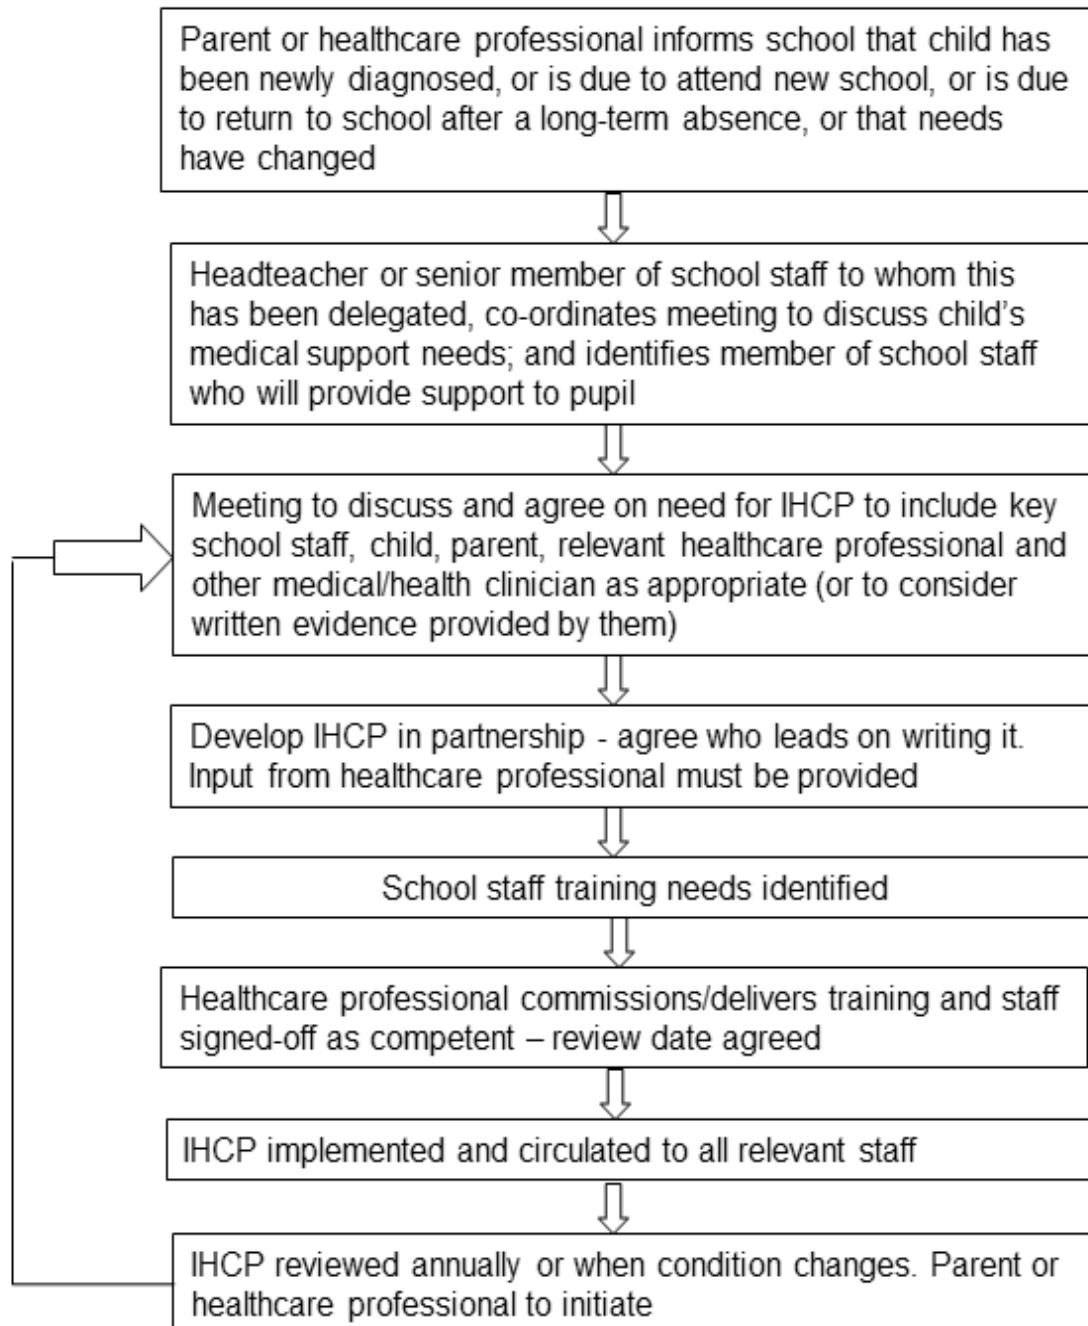 Parent or healthcare professional informs school that child has
been newly diagnosed, or is due to attend new school, or is due
to return to school after a long-term absence, or that needs
have changed
Headteacher or senior member of school staff to whom this
has been delegated, co-ordinates meeting to discuss child’s
medical support needs; and identifies member of school staff
who will provide support to pupil
Meeting to discuss and agree on need for IHCP to include key
school staff, child, parent, relevant healthcare professional and
other medical/health clinician as appropriate (or to consider
written evidence provided by them)
Develop IHCP in partnership - agree who leads on writing it.
Input from healthcare professional must be provided
School staff training needs identified
Healthcare professional commissions/delivers training and staff
signed-off as competent – review date agreed
IHCP implemented and circulated to all relevant staff
IHCP reviewed annually or when condition changes. Parent or
healthcare professional to initiate